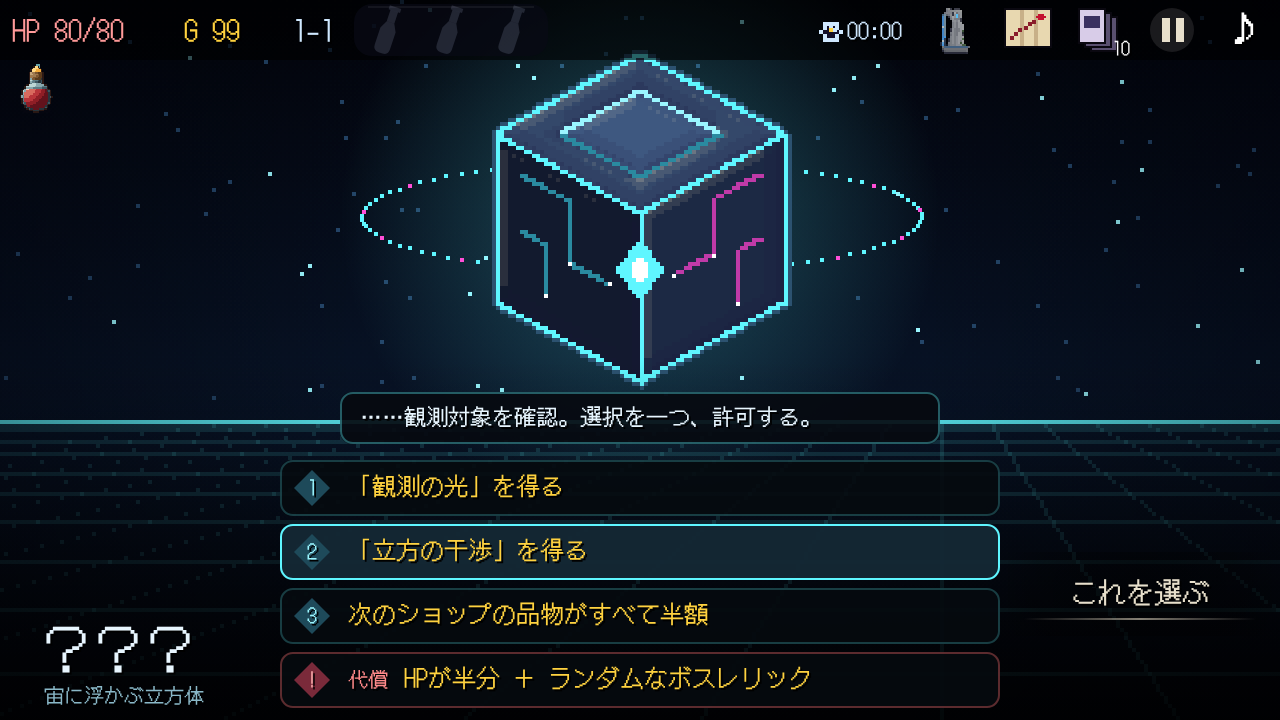 HP 80/80
G 99
1-1
00:00
10
……観測対象を確認。選択を一つ、許可する。
1 「観測の光」を得る
2 「立方の干渉」を得る
3 次のショップの品物がすべて半額
! 代償 HPが半分 ＋ ランダムなボスレリック
これを選ぶ
？？？
宙に浮かぶ立方体